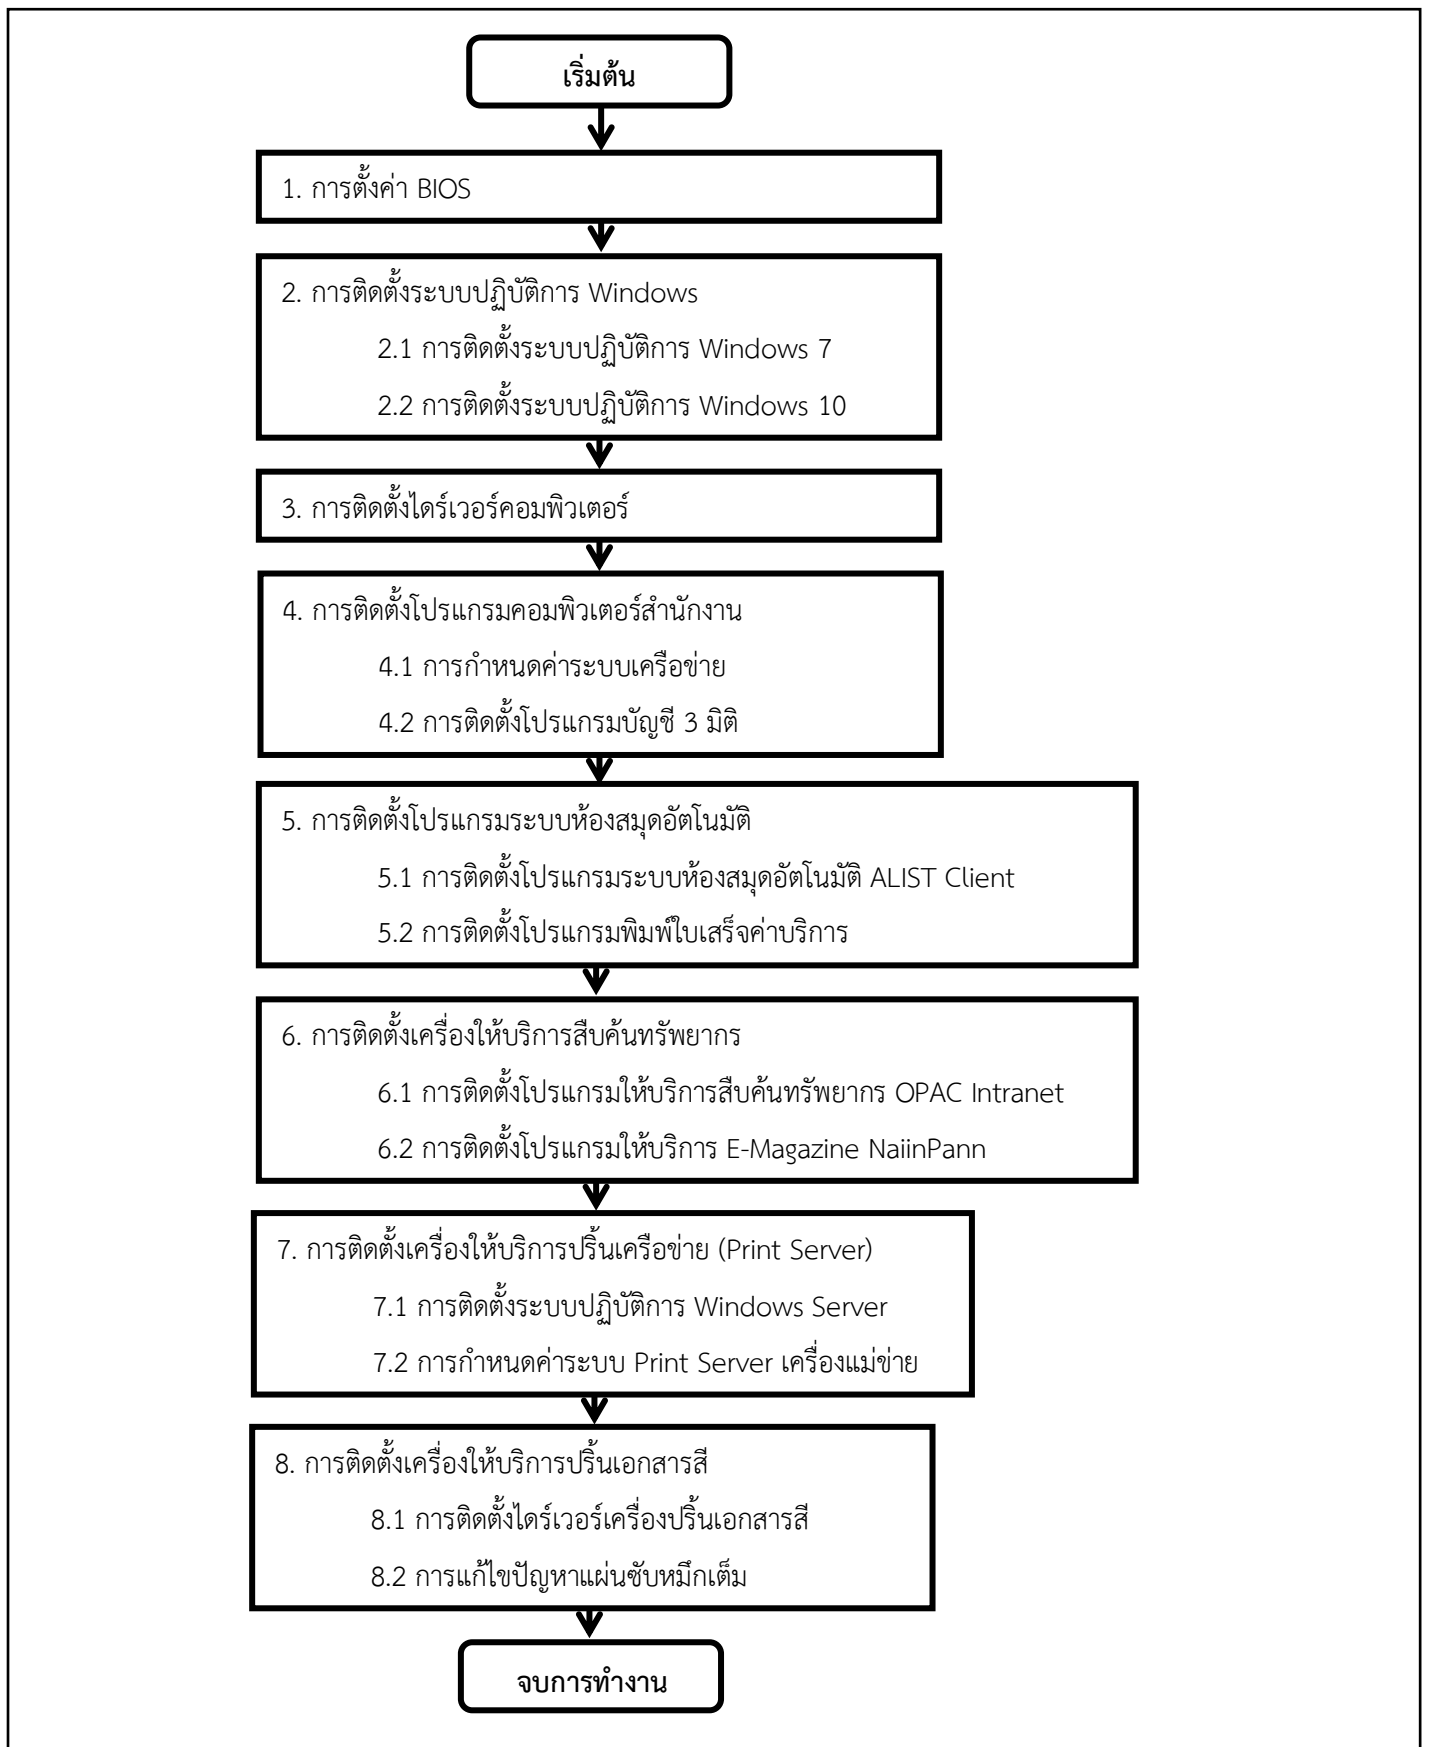 เริ่มต้น
1. การตั้งค่า BIOS
2. การติดตั้งระบบปฏิบัติการ Windows
2.1 การติดตั้งระบบปฏิบัติการ Windows 7
2.2 การติดตั้งระบบปฏิบัติการ Windows 10
3. การติดตั้งไดร์เวอร์คอมพิวเตอร์
4. การติดตั้งโปรแกรมคอมพิวเตอร์สำนักงาน
4.1 การกำหนดค่าระบบเครือข่าย
4.2 การติดตั้งโปรแกรมบัญชี 3 มิติ
5. การติดตั้งโปรแกรมระบบห้องสมุดอัตโนมัติ
5.1 การติดตั้งโปรแกรมระบบห้องสมุดอัตโนมัติ ALIST Client
5.2 การติดตั้งโปรแกรมพิมพ์ใบเสร็จค่าบริการ
6. การติดตั้งเครื่องให้บริการสืบค้นทรัพยากร
6.1 การติดตั้งโปรแกรมให้บริการสืบค้นทรัพยากร OPAC Intranet
6.2 การติดตั้งโปรแกรมให้บริการ E-Magazine NaiinPann
7. การติดตั้งเครื่องให้บริการปริ้นเครือข่าย (Print Server)
7.1 การติดตั้งระบบปฏิบัติการ Windows Server
7.2 การกำหนดค่าระบบ Print Server เครื่องแม่ข่าย
8. การติดตั้งเครื่องให้บริการปริ้นเอกสารสี
8.1 การติดตั้งไดร์เวอร์เครื่องปริ้นเอกสารสี
8.2 การแก้ไขปัญหาแผ่นซับหมึกเต็ม
จบการทำงาน